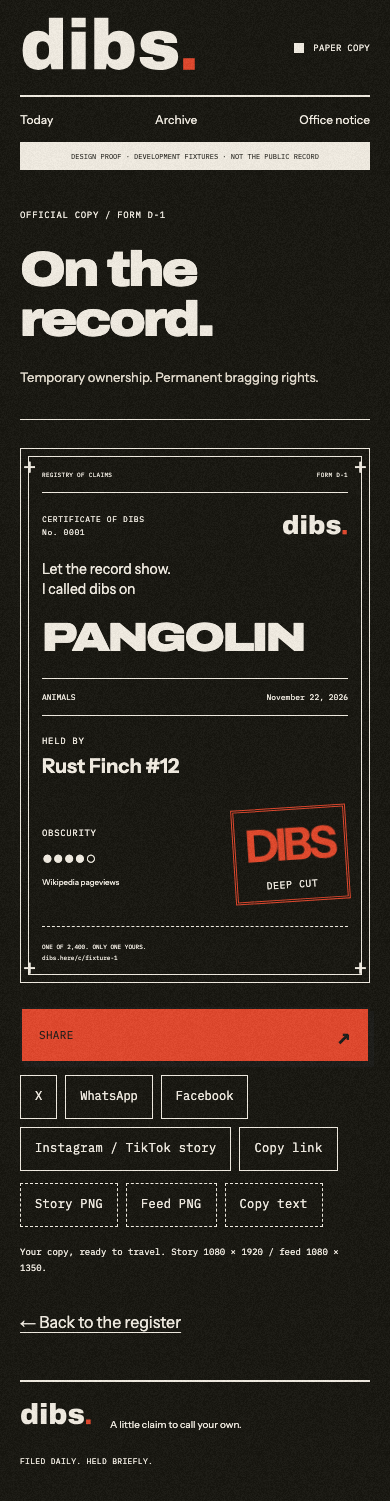 dibs.
PAPER COPY
Today Archive Office notice
DESIGN PROOF · DEVELOPMENT FIXTURES · NOT THE PUBLIC RECORD
OFFICIAL COPY / FORM D-1
On the
record.
Temporary ownership. Permanent bragging rights.
REGISTRY OF CLAIMS FORM D-1
CERTIFICATE OF DIBS
No. 0001
dibs.
Let the record show.
I called dibs on
PANGOLIN
ANIMALS November 22, 2026
HELD BY
Rust Finch #12
OBSCURITY
Wikipedia pageviews
DIBS
DEEP CUT
ONE OF 2,400. ONLY ONE YOURS.
dibs.here/c/fixture-1
SHARE ↗
X WhatsApp Facebook
Instagram / TikTok story Copy link
Story PNG Feed PNG Copy text
Your copy, ready to travel. Story 1080 × 1920 / feed 1080 ×
1350.
← Back to the register
dibs. A little claim to call your own.
FILED DAILY. HELD BRIEFLY.